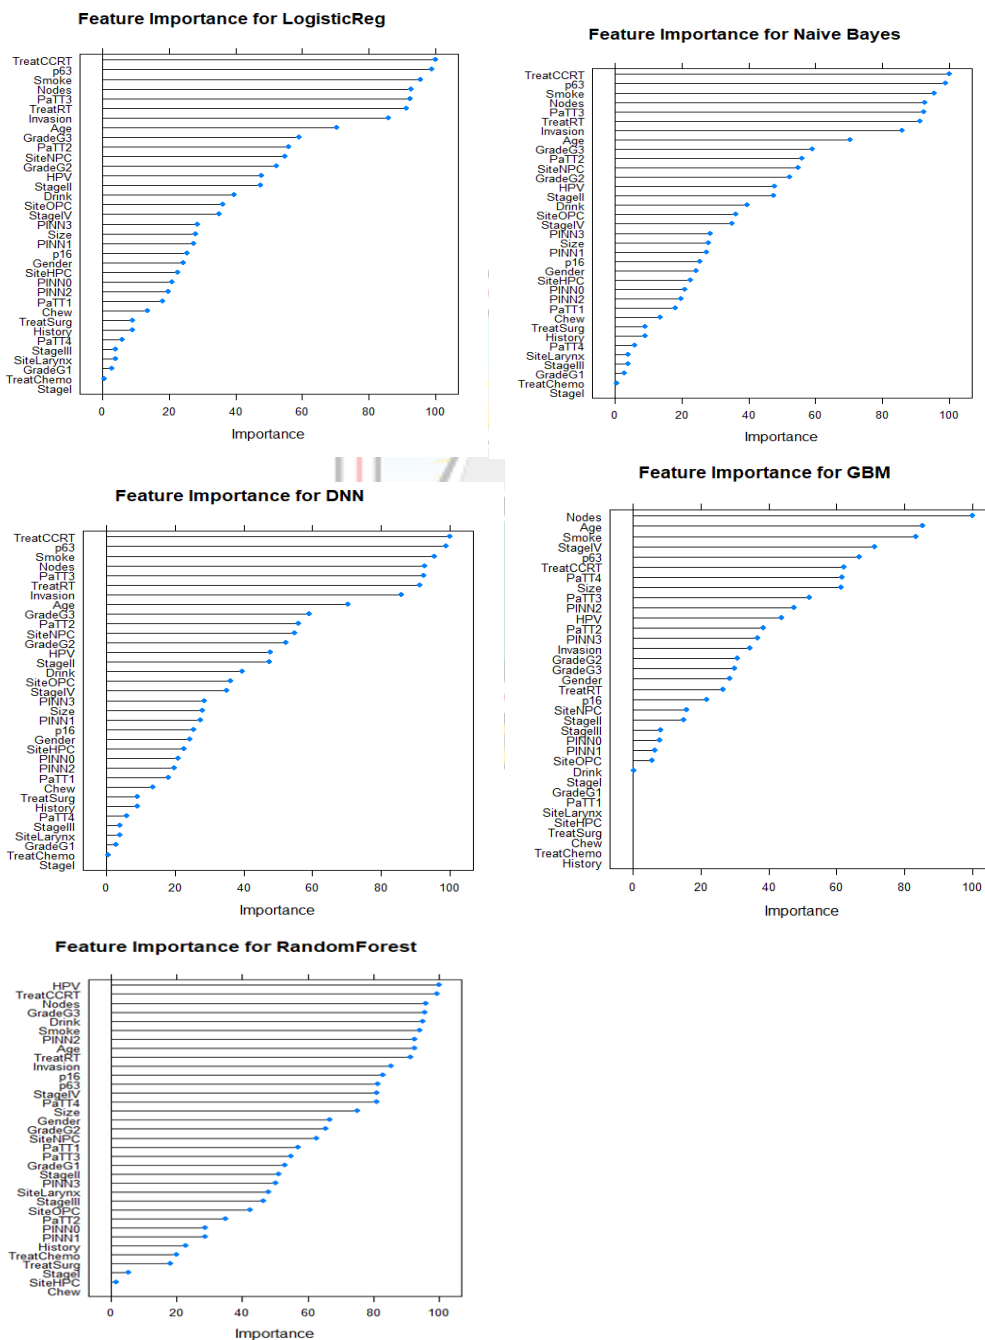 Feature Importance for LogisticReg
TreatCCRT
p63
Smoke
Nodes
PaTT3
TreatRT
Invasion
Age
GradeG3
PaTT2
SiteNPC
GradeG2
HPV
StageII
Drink
SiteOPC
StageIV
PINN3
Size
PINN1
p16
Gender
SiteHPC
PINN0
PINN2
PaTT1
Chew
TreatSurg
History
PaTT4
StageIII
SiteLarynx
GradeG1
TreatChemo
StageI
0 20 40 60 80 100
Importance
Feature Importance for Naive Bayes
TreatCCRT
p63
Smoke
Nodes
PaTT3
TreatRT
Invasion
Age
GradeG3
PaTT2
SiteNPC
GradeG2
HPV
StageII
Drink
SiteOPC
StageIV
PINN3
Size
PINN1
p16
Gender
SiteHPC
PINN0
PINN2
PaTT1
Chew
TreatSurg
History
PaTT4
SiteLarynx
StageIII
GradeG1
TreatChemo
StageI
0 20 40 60 80 100
Importance
Feature Importance for DNN
TreatCCRT
p63
Smoke
Nodes
PaTT3
TreatRT
Invasion
Age
GradeG3
PaTT2
SiteNPC
GradeG2
HPV
StageII
Drink
SiteOPC
StageIV
PINN3
Size
PINN1
p16
Gender
SiteHPC
PINN0
PINN2
PaTT1
Chew
TreatSurg
History
PaTT4
StageIII
SiteLarynx
GradeG1
TreatChemo
StageI
0 20 40 60 80 100
Importance
Feature Importance for GBM
Nodes
Age
Smoke
StageIV
p63
TreatCCRT
PaTT4
Size
PaTT3
PINN2
HPV
PaTT2
PINN3
Invasion
GradeG2
GradeG3
Gender
TreatRT
p16
SiteNPC
StageII
StageIII
PINN0
PINN1
SiteOPC
Drink
StageI
GradeG1
PaTT1
SiteLarynx
SiteHPC
TreatSurg
Chew
TreatChemo
History
0 20 40 60 80 100
Importance
Feature Importance for RandomForest
HPV
TreatCCRT
Nodes
GradeG3
Drink
Smoke
PINN2
Age
TreatRT
Invasion
p16
p63
StageIV
PaTT4
Size
Gender
GradeG2
SiteNPC
PaTT1
PaTT3
GradeG1
StageII
PINN3
SiteLarynx
StageIII
SiteOPC
PaTT2
PINN0
PINN1
History
TreatChemo
TreatSurg
StageI
SiteHPC
Chew
0 20 40 60 80 100
Importance